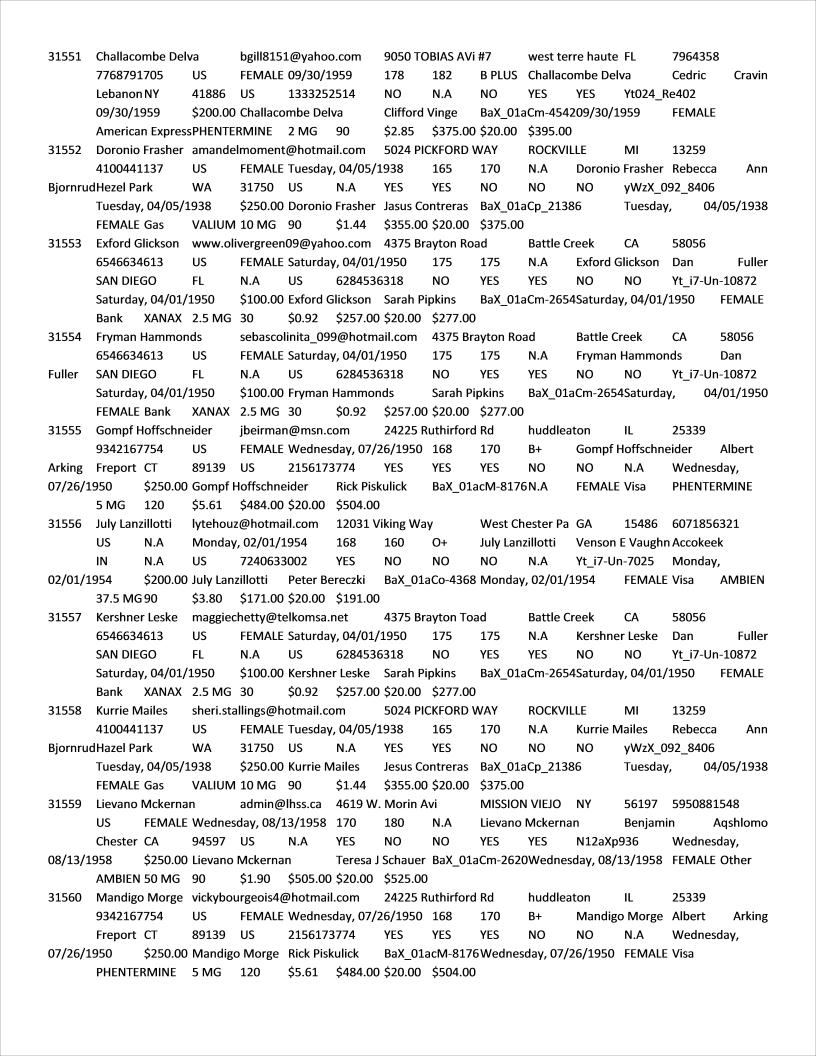 31551 Challacombe Delva bgill8151@yahoo.com 9050 TOBIAS AVi #7 west terre haute FL 7964358
7768791705 US FEMALE 09/30/1959 178 182 B PLUS Challacombe Delva Cedric Cravin
Lebanon NY 41886 US 1333252514 NO N.A NO YES YES Yt024_Re402
09/30/1959 $200.00 Challacombe Delva Clifford Vinge BaX_01aCm-454209/30/1959 FEMALE
American ExpressPHENTERMINE 2 MG 90 $2.85 $375.00 $20.00 $395.00
31552 Doronio Frasher amandelmoment@hotmail.com 5024 PICKFORD WAY ROCKVILLE MI 13259
4100441137 US FEMALE Tuesday, 04/05/1938 165 170 N.A Doronio Frasher Rebecca Ann
BjornrudHazel Park WA 31750 US N.A YES YES NO NO NO yWzX_092_8406
Tuesday, 04/05/1938 $250.00 Doronio Frasher Jasus Contreras BaX_01aCp_21386 Tuesday, 04/05/1938
FEMALE Gas VALIUM 10 MG 90 $1.44 $355.00 $20.00 $375.00
31553 Exford Glickson www.olivergreen09@yahoo.com 4375 Brayton Road Battle Creek CA 58056
6546634613 US FEMALE Saturday, 04/01/1950 175 175 N.A Exford Glickson Dan Fuller
SAN DIEGO FL N.A US 6284536318 NO YES YES NO NO Yt_i7-Un-10872
Saturday, 04/01/1950 $100.00 Exford Glickson Sarah Pipkins BaX_01aCm-2654Saturday, 04/01/1950 FEMALE
Bank XANAX 2.5 MG 30 $0.92 $257.00 $20.00 $277.00
31554 Fryman Hammonds sebascolinita_099@hotmail.com 4375 Brayton Road Battle Creek CA 58056
6546634613 US FEMALE Saturday, 04/01/1950 175 175 N.A Fryman Hammonds Dan
Fuller SAN DIEGO FL N.A US 6284536318 NO YES YES NO NO Yt_i7-Un-10872
Saturday, 04/01/1950 $100.00 Fryman Hammonds Sarah Pipkins BaX_01aCm-2654Saturday, 04/01/1950
FEMALE Bank XANAX 2.5 MG 30 $0.92 $257.00 $20.00 $277.00
31555 Gompf Hoffschneider jbeirman@msn.com 24225 Ruthirford Rd huddleaton IL 25339
9342167754 US FEMALE Wednesday, 07/26/1950 168 170 B+ Gompf Hoffschneider Albert
Arking Freport CT 89139 US 2156173774 YES YES YES NO NO N.A Wednesday,
07/26/1950 $250.00 Gompf Hoffschneider Rick Piskulick BaX_01acM-8176N.A FEMALE Visa PHENTERMINE
5 MG 120 $5.61 $484.00 $20.00 $504.00
31556 July Lanzillotti lytehouz@hotmail.com 12031 Viking Way West Chester Pa GA 15486 6071856321
US N.A Monday, 02/01/1954 168 160 O+ July Lanzillotti Venson E Vaughn Accokeek
IN N.A US 7240633002 YES NO NO NO N.A Yt_i7-Un-7025 Monday,
02/01/1954 $200.00 July Lanzillotti Peter Bereczki BaX_01aCo-4368 Monday, 02/01/1954 FEMALE Visa AMBIEN
37.5 MG 90 $3.80 $171.00 $20.00 $191.00
31557 Kershner Leske maggiechetty@telkomsa.net 4375 Brayton Toad Battle Creek CA 58056
6546634613 US FEMALE Saturday, 04/01/1950 175 175 N.A Kershner Leske Dan Fuller
SAN DIEGO FL N.A US 6284536318 NO YES YES NO NO Yt_i7-Un-10872
Saturday, 04/01/1950 $100.00 Kershner Leske Sarah Pipkins BaX_01aCm-2654Saturday, 04/01/1950 FEMALE
Bank XANAX 2.5 MG 30 $0.92 $257.00 $20.00 $277.00
31558 Kurrie Mailes sheri.stallings@hotmail.com 5024 PICKFORD WAY ROCKVILLE MI 13259
4100441137 US FEMALE Tuesday, 04/05/1938 165 170 N.A Kurrie Mailes Rebecca Ann
BjornrudHazel Park WA 31750 US N.A YES YES NO NO NO yWzX_092_8406
Tuesday, 04/05/1938 $250.00 Kurrie Mailes Jesus Contreras BaX_01aCp_21386 Tuesday, 04/05/1938
FEMALE Gas VALIUM 10 MG 90 $1.44 $355.00 $20.00 $375.00
31559 Lievano Mckernan admin@lhss.ca 4619 W. Morin Avi MISSION VIEJO NY 56197 5950881548
US FEMALE Wednesday, 08/13/1958 170 180 N.A Lievano Mckernan Benjamin Aqshlomo
Chester CA 94597 US N.A YES NO NO YES YES N12aXp936 Wednesday,
08/13/1958 $250.00 Lievano Mckernan Teresa J Schauer BaX_01aCm-2620Wednesday, 08/13/1958 FEMALE Other
AMBIEN 50 MG 90 $1.90 $505.00 $20.00 $525.00
31560 Mandigo Morge vickybourgeois4@hotmail.com 24225 Ruthirford Rd huddleaton IL 25339
9342167754 US FEMALE Wednesday, 07/26/1950 168 170 B+ Mandigo Morge Albert Arking
Freport CT 89139 US 2156173774 YES YES YES NO NO N.A Wednesday,
07/26/1950 $250.00 Mandigo Morge Rick Piskulick BaX_01acM-8176Wednesday, 07/26/1950 FEMALE Visa
PHENTERMINE 5 MG 120 $5.61 $484.00 $20.00 $504.00